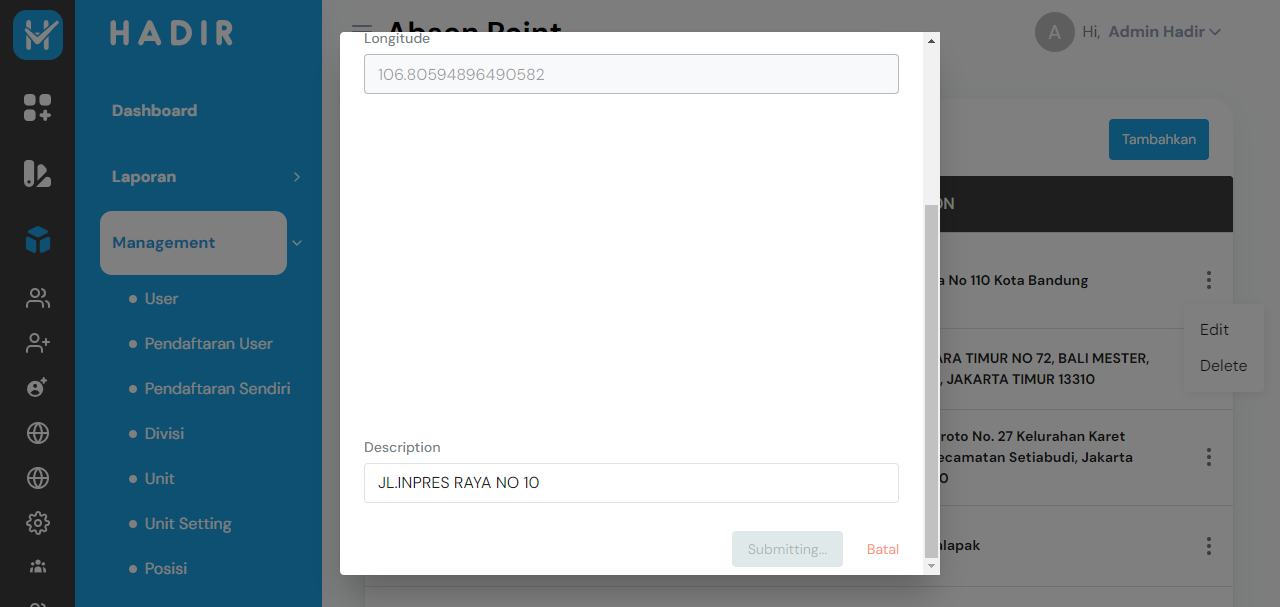 HADIR
Absen Point
A
Hi, Admin Hadir
Dashboard
Laporan
Management
User
Pendaftaran User
Pendaftaran Sendiri
Divisi
Unit
Unit Setting
Posisi
Longitude
106.80594896490582
Description
JL.INPRES RAYA NO 10
Submitting...
Batal
Tambahkan
ON
a No 110 Kota Bandung
Edit
Delete
ARA TIMUR NO 72, BALI MESTER,
, JAKARTA TIMUR 13310
roto No. 27 Kelurahan Karet
ecamatan Setiabudi, Jakarta
0
alapak